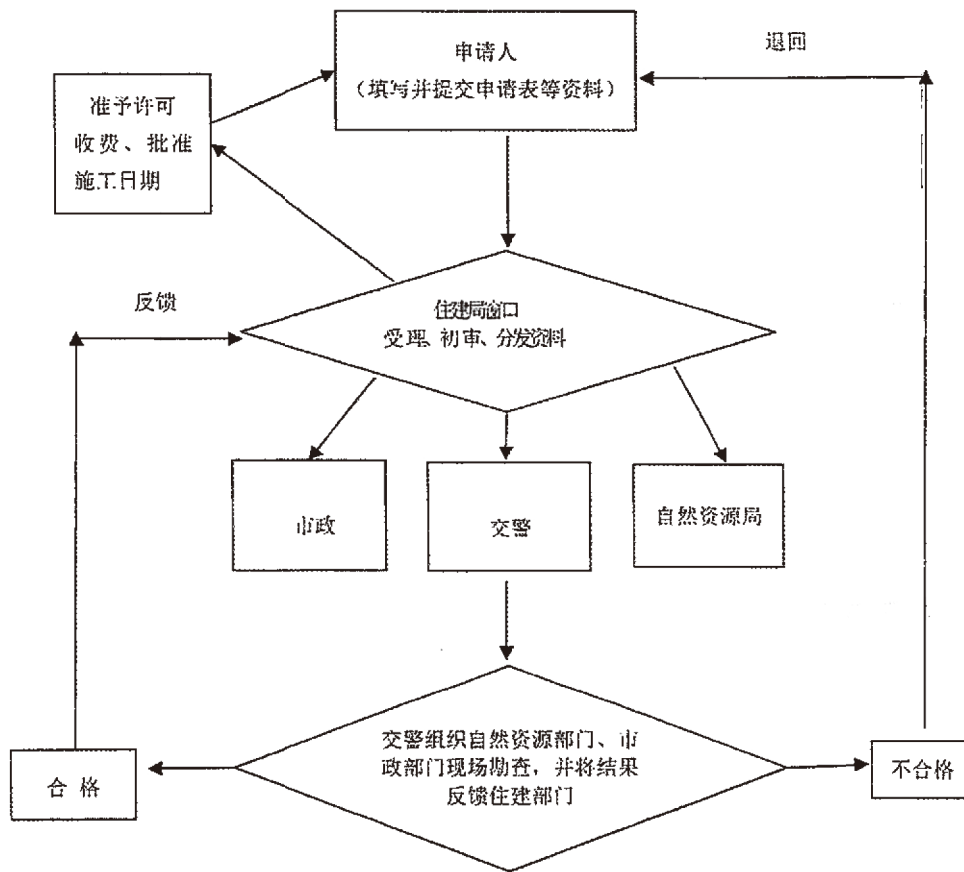 申请人
（填写并提交申请表等资料）
退回
准予许可
收费、批准
施工日期
反馈
住建局窗口
受理、初审、分发资料
市政
交警
自然资源局
交警组织自然资源部门、市
政部门现场勘查，并将结果
反馈住建部门
合 格
不合格